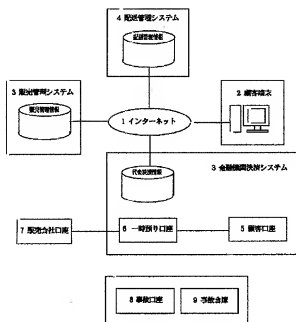 4 配送管理システム
配送管理情報
3 販売管理システム
販売管理情報
2 顧客端末
1 インターネット
3 金融機関決済システム
代金決済情報
7 販売会社口座
6 一時預り口座
5 顧客口座
8 事故口座
9 事故倉庫